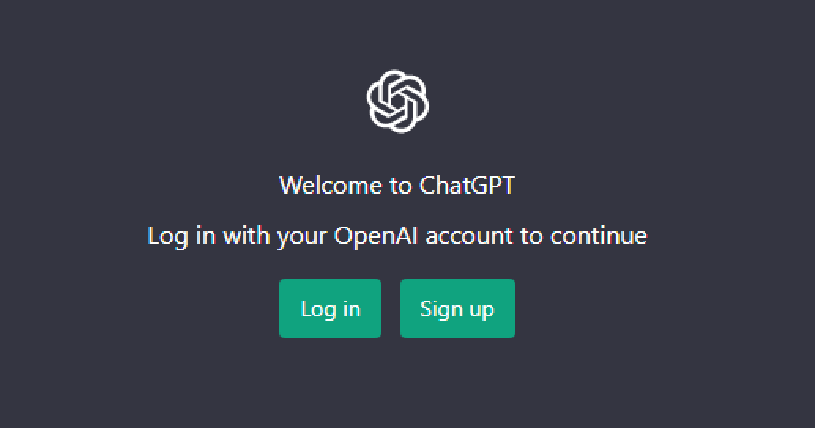 Welcome to ChatGPT
Log in with your OpenAI account to continue
Log in Sign up